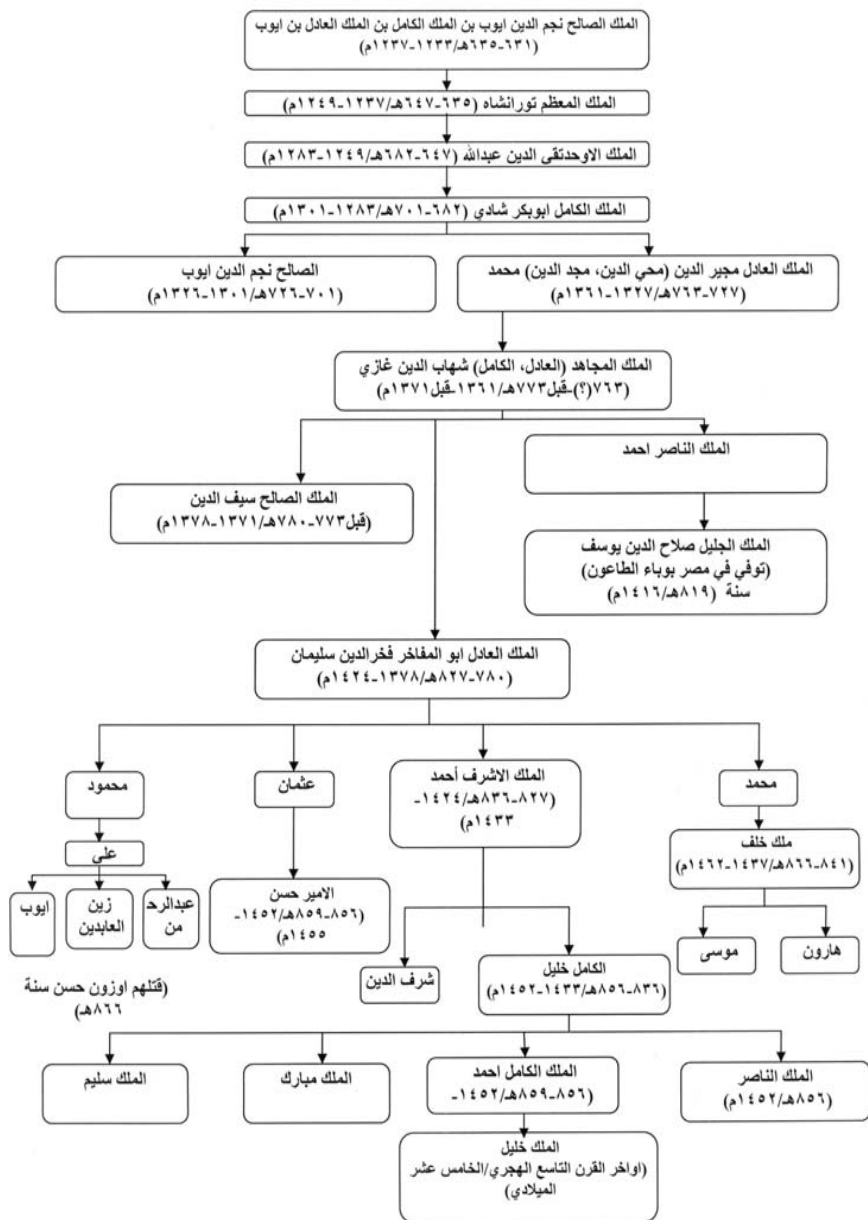 الملك الصالح نجم الدين ايوب بن الملك الكامل بن الملك العادل بن ايوب
(٦٣١-٦٣٥هـ/١٢٣٣-١٢٣٧م)
الملك المعظم تورانشاه (٦٣٥-٦٤٧هـ/١٢٣٧-١٢٤٩م)
الملك الاوحدتقي الدين عبدالله (٦٤٧-٦٨٢هـ/١٢٤٩-١٢٨٣م)
الملك الكامل ابوبكر شادي (٦٨٢-٧٠١هـ/١٢٨٣-١٣٠١م)
الملك العادل مجير الدين (محي الدين، مجد الدين) محمد
(٧٢٧-٧٦٣هـ/١٣٢٧-١٣٦١م)
الصالح نجم الدين ايوب
(٧٠١-٧٢٦هـ/١٣٠١-١٣٢٦م)
الملك المجاهد (العادل، الكامل) شهاب الدين غازي
(٧٦٣(؟)-قبل٧٧٣هـ/١٣٦١-قبل١٣٧١م)
الملك الناصر احمد
الملك الصالح سيف الدين
(قبل٧٧٣-٧٨٠هـ/١٣٧١-١٣٧٨م)
الملك الجليل صلاح الدين يوسف
(توفي في مصر بوباء الطاعون)
سنة (٨١٩هـ/١٤١٦م)
الملك العادل ابو المفاخر فخرالدين سليمان
(٧٨٠-٨٢٧هـ/١٣٧٨-١٤٢٤م)
محمد
الملك الاشرف أحمد
(٨٢٧-٨٣٦هـ/١٤٢٤-
١٤٣٣م)
عثمان
محمود
ملك خلف
(٨٤١-٨٦٦هـ/١٤٣٧-١٤٦٢م)
علي
الامير حسن
(٨٥٦-٨٥٩هـ/١٤٥٢-
١٤٥٥م)
عبدالرح
من
زين
العابدين
ايوب
هارون
موسى
الكامل خليل
(٨٣٦-٨٥٦هـ/١٤٣٣-١٤٥٢م)
شرف الدين
(قتلهم اوزون حسن سنة
٨٦٦هـ)
الملك الناصر
(٨٥٦هـ/١٤٥٢م)
الملك الكامل احمد
(٨٥٦-٨٥٩هـ/١٤٥٢-
الملك مبارك
الملك سليم
الملك خليل
(اواخر القرن التاسع الهجري/الخامس عشر
الميلادي)